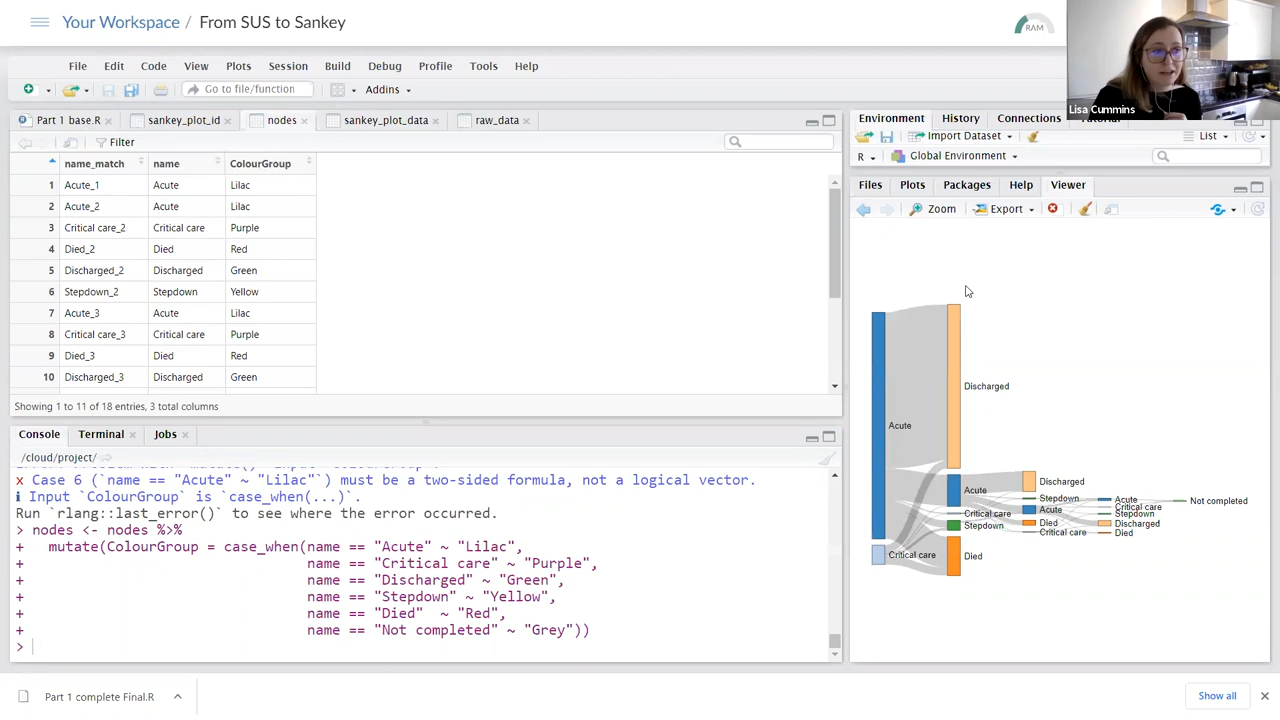 Your Workspace / From SUS to Sankey
RAM
Lisa Cummins
File Edit Code View Plots Session Build Debug Profile Tools Help
Go to file/function
Addins
Part 1 base.R
sankey_plot_id
nodes
sankey_plot_data
raw_data
Filter
name_match name ColourGroup
1 Acute_1 Acute Lilac
2 Acute_2 Acute Lilac
3 Critical care_2 Critical care Purple
4 Died_2 Died Red
5 Discharged_2 Discharged Green
6 Stepdown_2 Stepdown Yellow
7 Acute_3 Acute Lilac
8 Critical care_3 Critical care Purple
9 Died_3 Died Red
10 Discharged_3 Discharged Green
Showing 1 to 11 of 18 entries, 3 total columns
Console Terminal Jobs
/cloud/project/
x Case 6 (`name == "Acute" ~ "Lilac"`) must be a two-sided formula, not a logical vector.
i Input `ColourGroup` is `case_when(...)`.
Run `rlang::last_error()` to see where the error occurred.
> nodes <- nodes %>%
+ mutate(ColourGroup = case_when(name == "Acute" ~ "Lilac",
+ name == "Critical care" ~ "Purple",
+ name == "Discharged" ~ "Green",
+ name == "Stepdown" ~ "Yellow",
+ name == "Died" ~ "Red",
+ name == "Not completed" ~ "Grey"))
>
Environment History Connections
Import Dataset
List
R Global Environment
Files Plots Packages Help Viewer
Zoom Export
Discharged
Acute
Discharged
Acute
Stepdown
Acute
Not completed
Critical care
Acute
Critical care
Stepdown
Stepdown
Died
Discharged
Critical care
Died
Critical care
Died
Part 1 complete Final.R
Show all